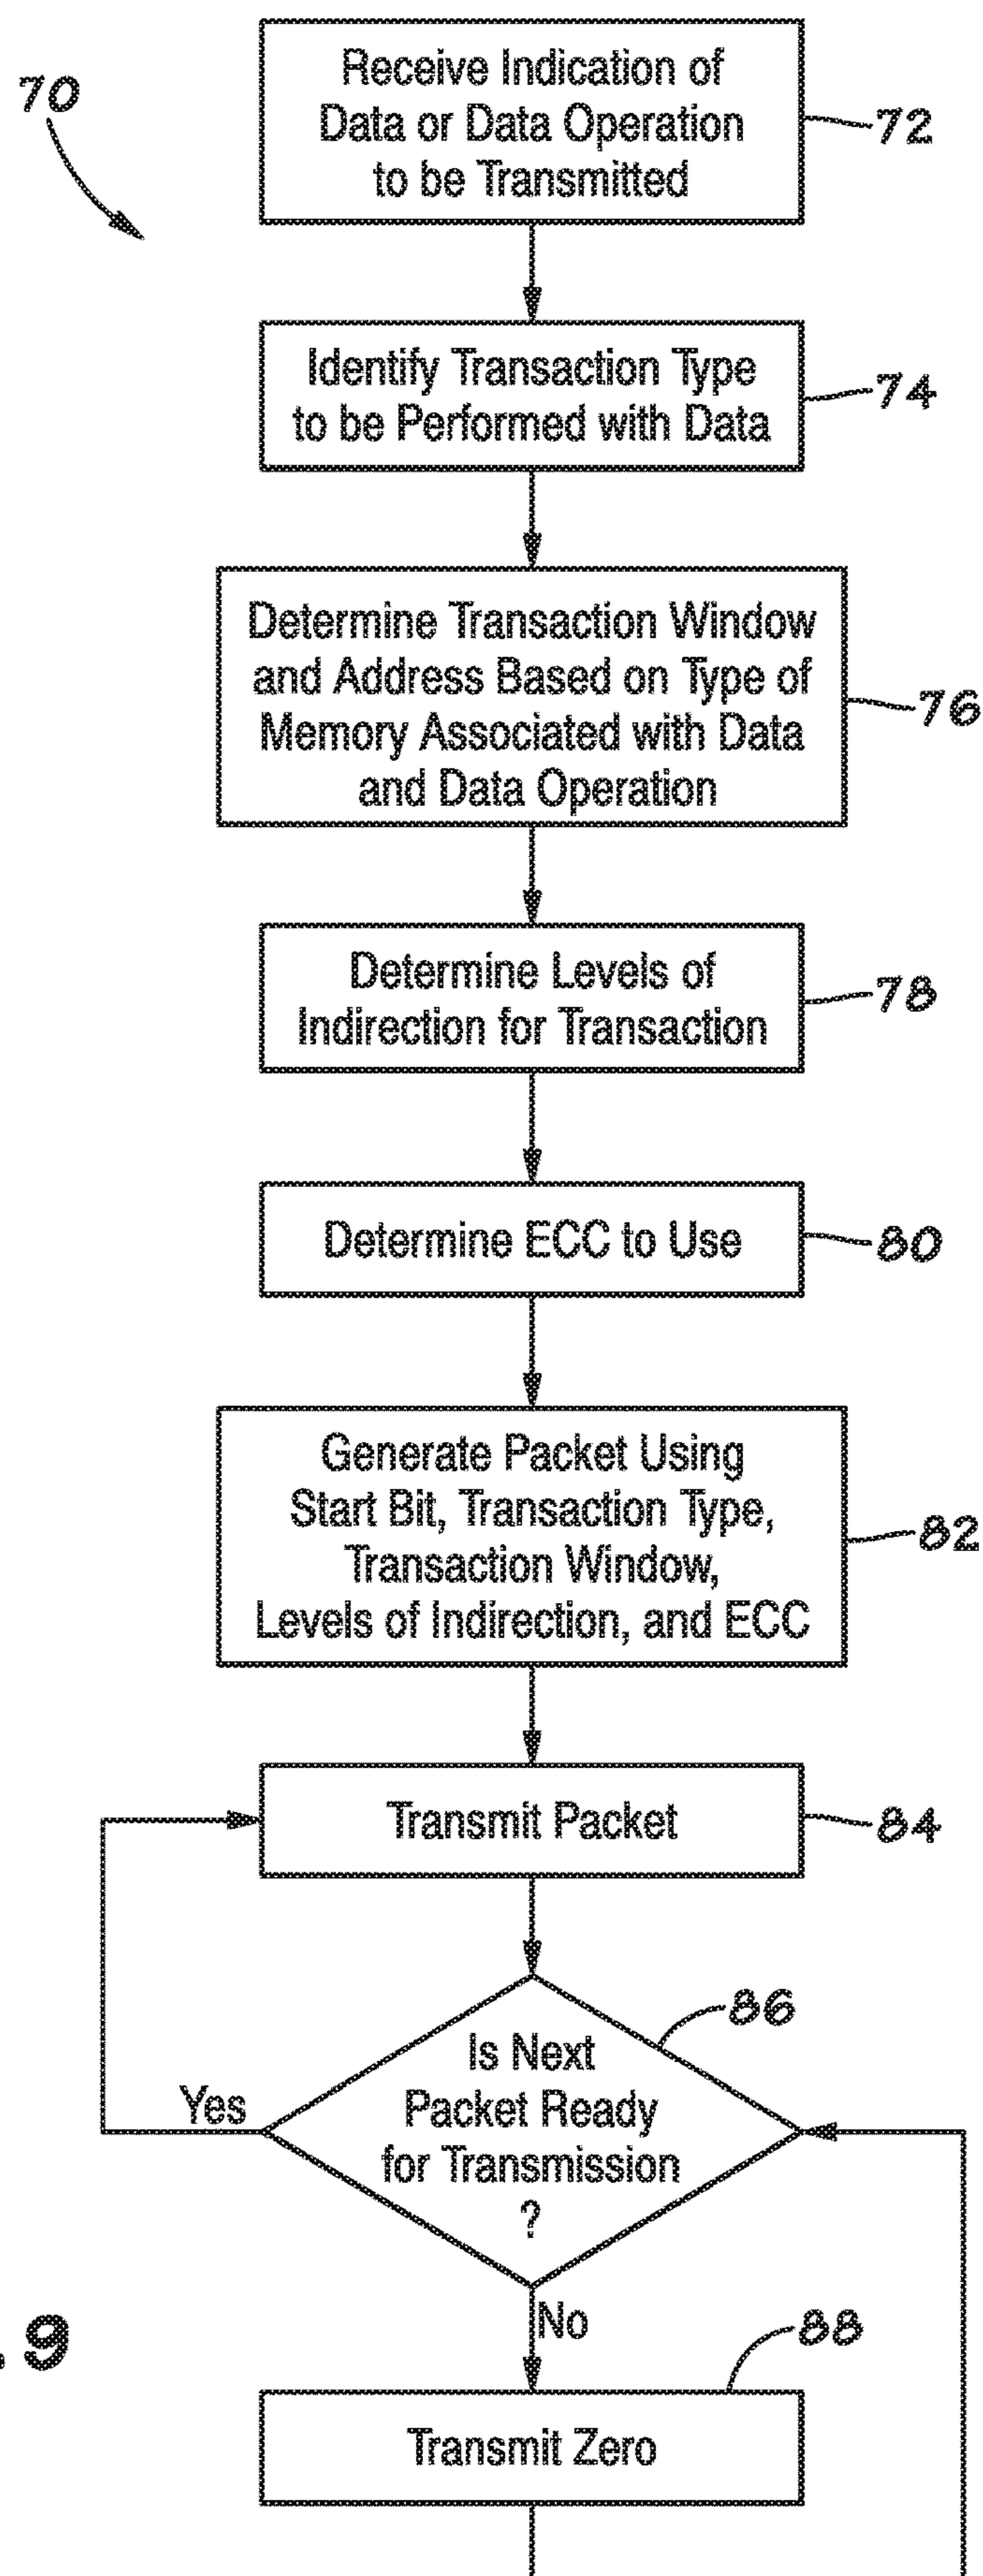 70
Receive Indication of
Data or Data Operation
to be Transmitted
72
Identify Transaction Type
to be Performed with Data
74
Determine Transaction Window
and Address Based on Type of
Memory Associated with Data
and Data Operation
76
Determine Levels of
Indirection for Transaction
78
Determine ECC to Use
80
Generate Packet Using
Start Bit, Transaction Type,
Transaction Window,
Levels of Indirection, and ECC
82
Transmit Packet
84
86
Is Next
Packet Ready
for Transmission
?
Yes
No
.9
88
Transmit Zero